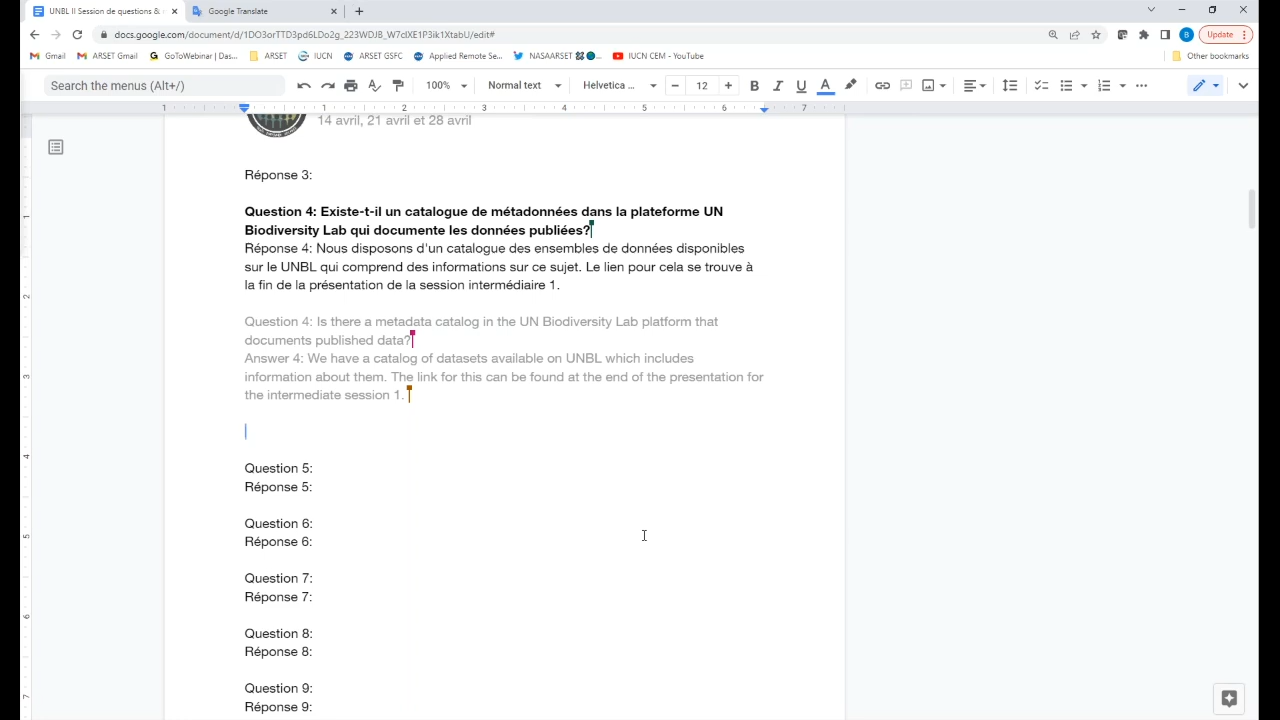 UNBL II Session de questions &
Google Translate
docs.google.com/document/d/1DO3orTTD3pd6LDo2g_223WDJB_W7clXE1P3ik1XtabU/edit#
Update
Gmail
ARSET Gmail
GoToWebinar | Das...
ARSET
IUCN
ARSET GSFC
Applied Remote Se...
NASAARSET
IUCN CEM - YouTube
Other bookmarks
Search the menus (Alt+/)
100%
Normal text
Helvetica ...
12
B I U A
1 1 2 3 4 5 6 7
14 avril, 21 avril et 28 avril
Réponse 3:
Question 4: Existe-t-il un catalogue de métadonnées dans la plateforme UN
Biodiversity Lab qui documente les données publiées?
Réponse 4: Nous disposons d'un catalogue des ensembles de données disponibles
sur le UNBL qui comprend des informations sur ce sujet. Le lien pour cela se trouve à
la fin de la présentation de la session intermédiaire 1.
Question 4: Is there a metadata catalog in the UN Biodiversity Lab platform that
documents published data?
Answer 4: We have a catalog of datasets available on UNBL which includes
information about them. The link for this can be found at the end of the presentation for
the intermediate session 1.
Question 5:
Réponse 5:
Question 6:
Réponse 6:
Question 7:
Réponse 7:
Question 8:
Réponse 8:
Question 9:
Réponse 9: